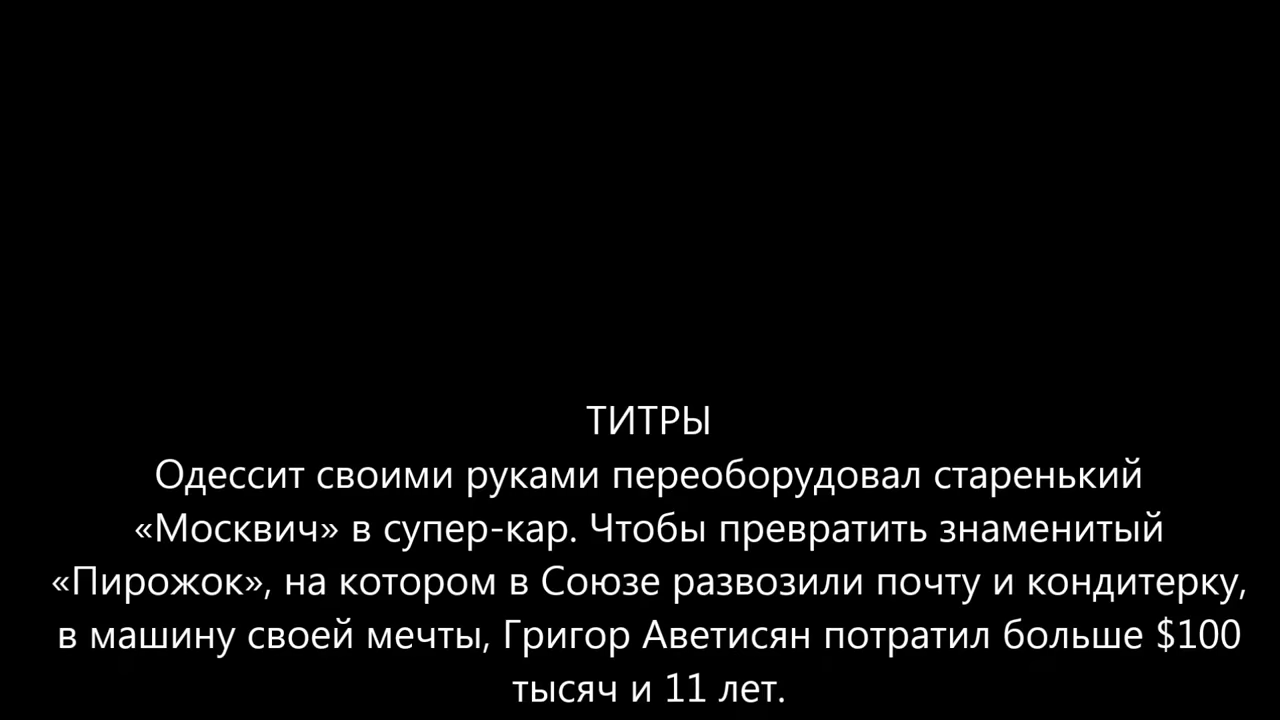 ТИТРЫ
Одессит своими руками переоборудовал старенький
«Москвич» в супер-кар. Чтобы превратить знаменитый
«Пирожок», на котором в Союзе развозили почту и кондитерку,
в машину своей мечты, Григор Аветисян потратил больше $100
тысяч и 11 лет.